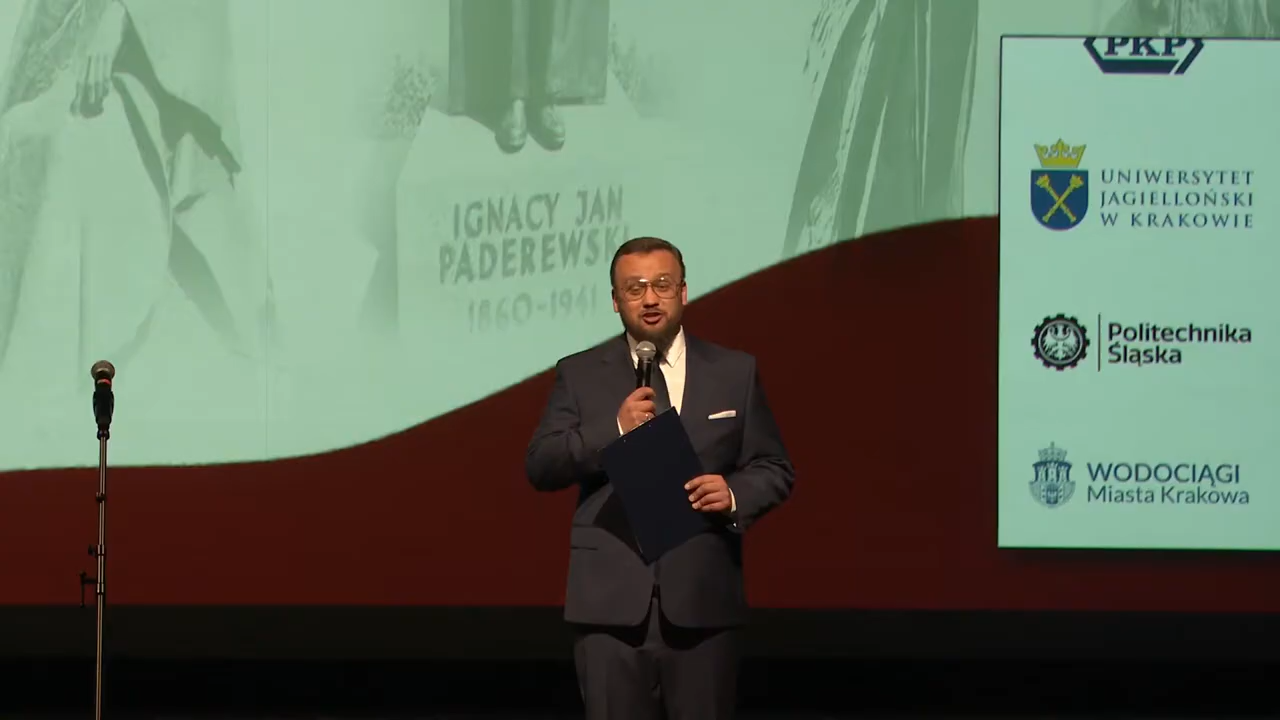 IGNACY JAN
PADEREWSKI
1860-1941
PKP
UNIWERSYTET
JAGIELLOŃSKI
W KRAKOWIE
Politechnika
Śląska
WODOCIĄGI
Miasta Krakowa